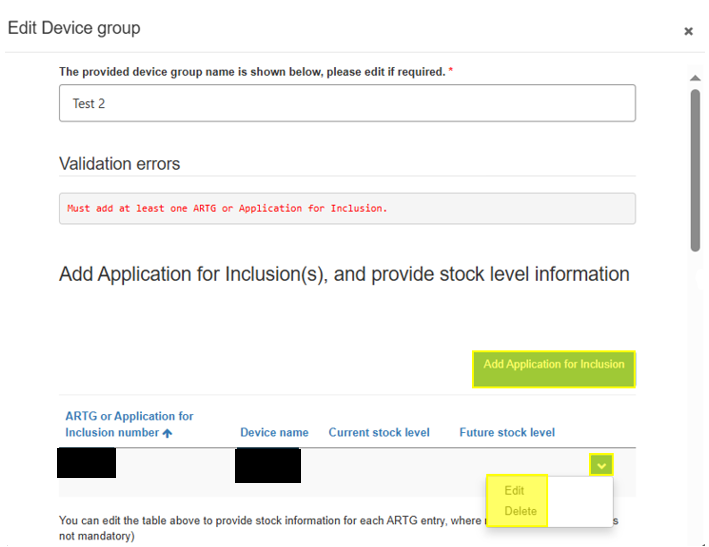 Edit Device group
The provided device group name is shown below, please edit if required. *
Test 2
Validation errors
Must add at least one ARTG or Application for Inclusion.
Add Application for Inclusion(s), and provide stock level information
Add Application for Inclusion
ARTG or Application for
Inclusion number
Device name
Current stock level
Future stock level
Edit
Delete
You can edit the table above to provide stock information for each ARTG entry, where
not mandatory)